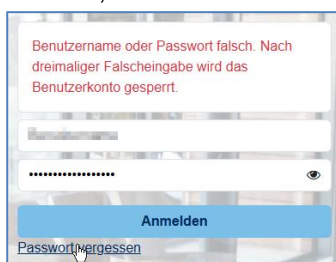 Benutzername oder Passwort falsch. Nach
dreimaliger Falscheingabe wird das
Benutzerkonto gesperrt.
••••••••••••••••••
Anmelden
Passwort vergessen